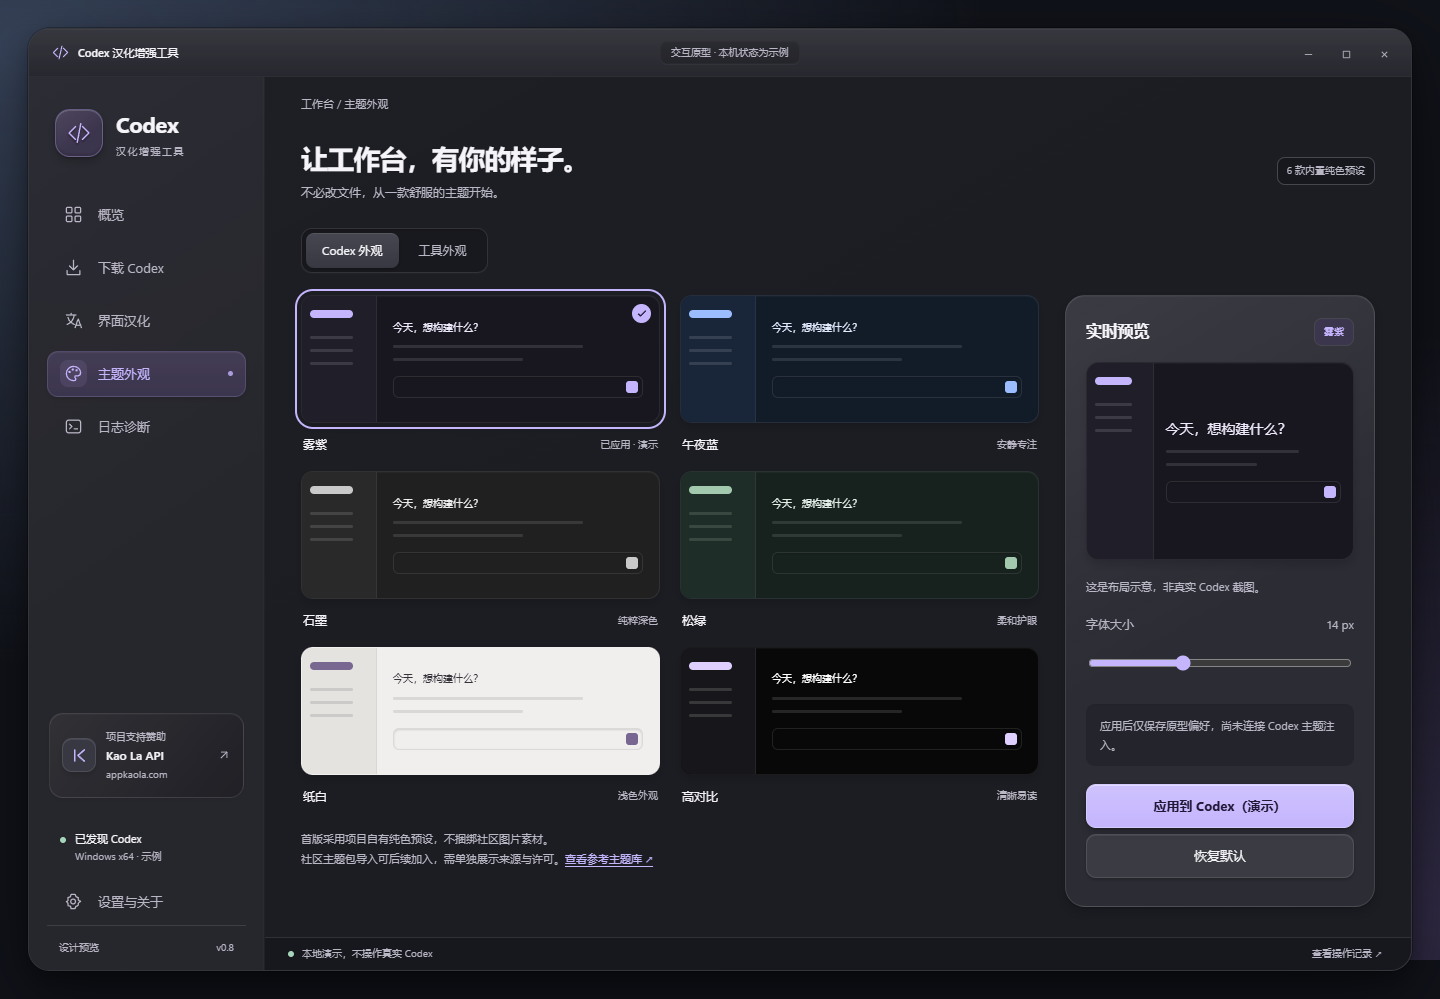 Codex 汉化增强工具
交互原型 · 本机状态为示例
Codex
汉化增强工具
概览
下载 Codex
界面汉化
主题外观
日志诊断
项目支持赞助
Kao La API
appkaola.com
已发现 Codex
Windows x64 · 示例
设置与关于
设计预览
v0.8
工作台 / 主题外观
让工作台，有你的样子。
不必改文件，从一款舒服的主题开始。
6 款内置纯色预设
Codex 外观
工具外观
今天，想构建什么？
雾紫
已应用 · 演示
今天，想构建什么？
午夜蓝
安静专注
今天，想构建什么？
石墨
纯粹深色
今天，想构建什么？
松绿
柔和护眼
今天，想构建什么？
纸白
浅色外观
今天，想构建什么？
高对比
清晰易读
首版采用项目自有纯色预设，不捆绑社区图片素材。
社区主题包导入可后续加入，需单独展示来源与许可。查看参考主题库 ↗
实时预览
雾紫
今天，想构建什么？
这是布局示意，非真实 Codex 截图。
字体大小
14 px
应用后仅保存原型偏好，尚未连接 Codex 主题注
入。
应用到 Codex（演示）
恢复默认
本地演示，不操作真实 Codex
查看操作记录 ↗